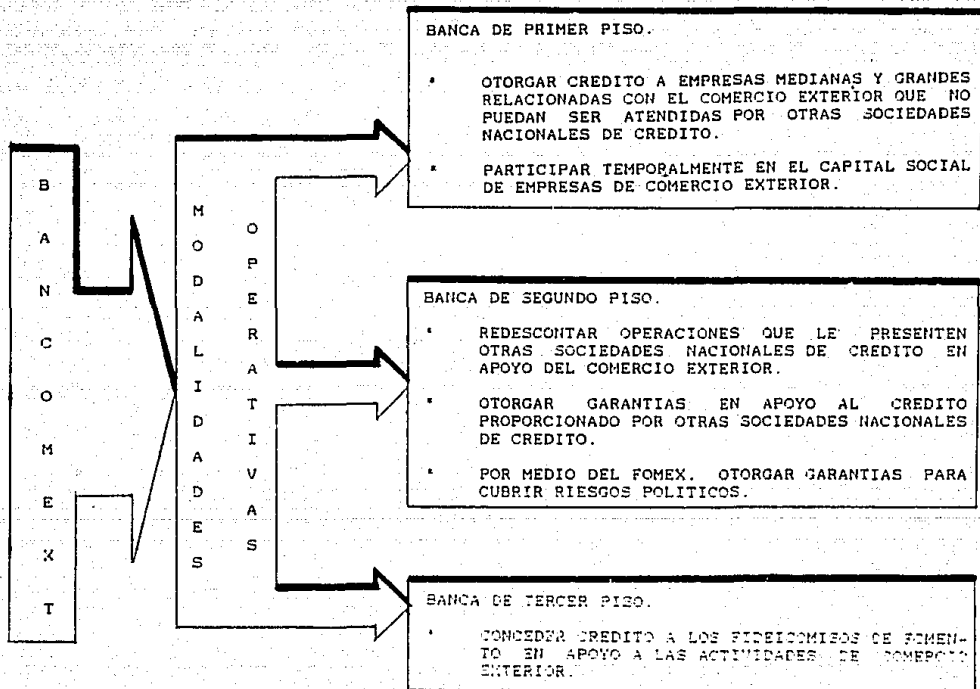 BANCOMEXT
MODALIDADES
OPERATIVAS
BANCA DE PRIMER PISO.
* OTORGAR CREDITO A EMPRESAS MEDIANAS Y GRANDES
RELACIONADAS CON EL COMERCIO EXTERIOR QUE NO
PUEDAN SER ATENDIDAS POR OTRAS SOCIEDADES
NACIONALES DE CREDITO.
* PARTICIPAR TEMPORALMENTE EN EL CAPITAL SOCIAL
DE EMPRESAS DE COMERCIO EXTERIOR.
BANCA DE SEGUNDO PISO.
* REDESCONTAR OPERACIONES QUE LE PRESENTEN
OTRAS SOCIEDADES NACIONALES DE CREDITO EN
APOYO DEL COMERCIO EXTERIOR.
* OTORGAR GARANTIAS EN APOYO AL CREDITO
PROPORCIONADO POR OTRAS SOCIEDADES NACIONALES
DE CREDITO.
* POR MEDIO DEL FOMEX. OTORGAR GARANTIAS PARA
CUBRIR RIESGOS POLITICOS.
BANCA DE TERCER PISO.
* CONCEDER CREDITO A LOS FIDEICOMISOS DE FOMEN-
TO EN APOYO A LAS ACTIVIDADES DE COMERCIO
EXTERIOR.